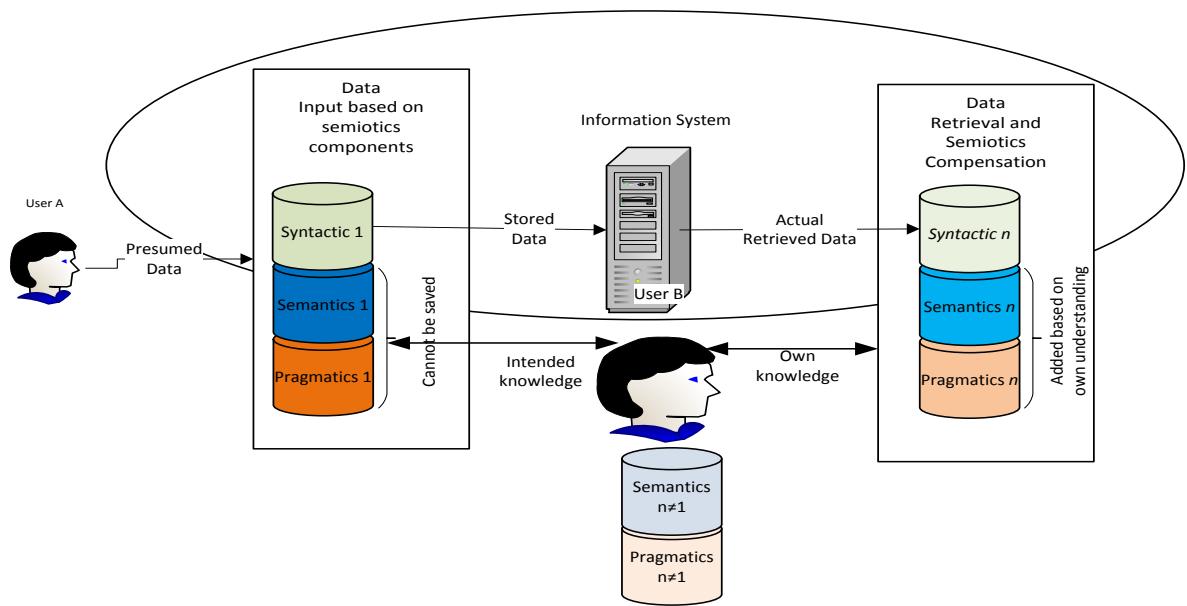 User A
Presumed
Data
Data
Input based on
semiotics
components
Syntactic 1
Semantics 1
Pragmatics 1
Cannot be saved
Stored
Data
Information System
User B
Actual
Retrieved Data
Intended
knowledge
Own
knowledge
Semantics
n≠1
Pragmatics
n≠1
Data
Retrieval and
Semiotics
Compensation
Syntactic n
Semantics n
Pragmatics n
Added based on
own understanding